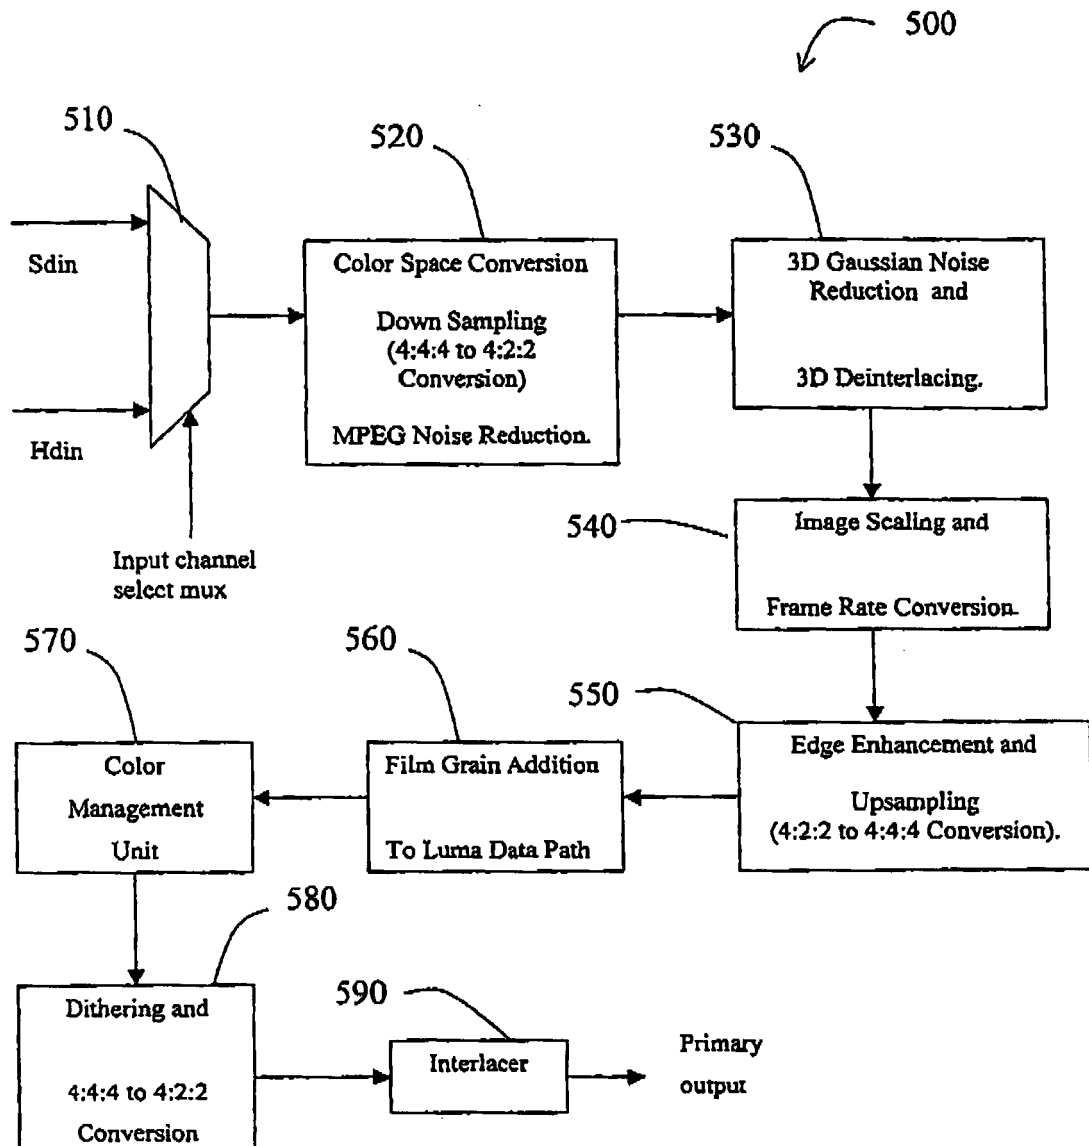 500
510
520
530
Sdin
Hdin
Input channel
select mux
Color Space Conversion
Down Sampling
(4:4:4 to 4:2:2
Conversion)
MPEG Noise Reduction.
3D Gaussian Noise
Reduction and
3D Deinterlacing.
540
Image Scaling and
Frame Rate Conversion.
550
Edge Enhancement and
Upsampling
(4:2:2 to 4:4:4 Conversion).
560
Film Grain Addition
To Luma Data Path
570
Color
Management
Unit
580
Dithering and
4:4:4 to 4:2:2
Conversion
590
Interlacer
Primary
output